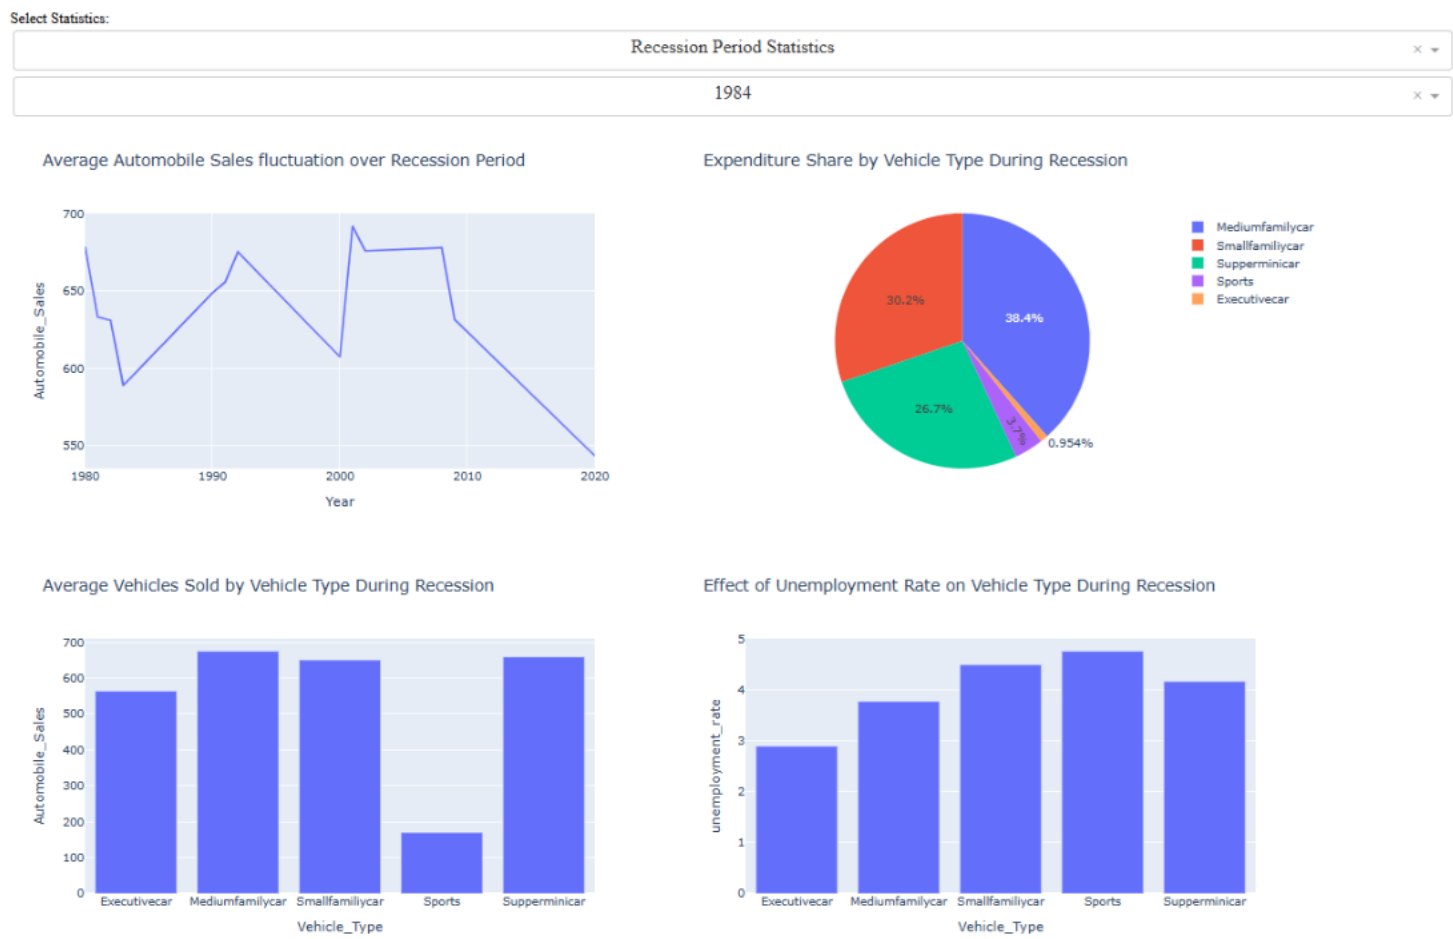 Select Statistics:
Recession Period Statistics
1984
Average Automobile Sales fluctuation over Recession Period
700
650
600
550
Automobile_Sales
1980 1990 2000 2010 2020
Year
Expenditure Share by Vehicle Type During Recession
30.2%
38.4%
26.7%
3.7%
0.954%
Mediumfamilycar
Smallfamiliycar
Supperminicar
Sports
Executivecar
Average Vehicles Sold by Vehicle Type During Recession
700
600
500
400
300
200
100
0
Automobile_Sales
Executivecar Mediumfamilycar Smallfamiliycar Sports Supperminicar
Vehicle_Type
Effect of Unemployment Rate on Vehicle Type During Recession
5
4
3
2
1
0
unemployment_rate
Executivecar Mediumfamilycar Smallfamiliycar Sports Supperminicar
Vehicle_Type